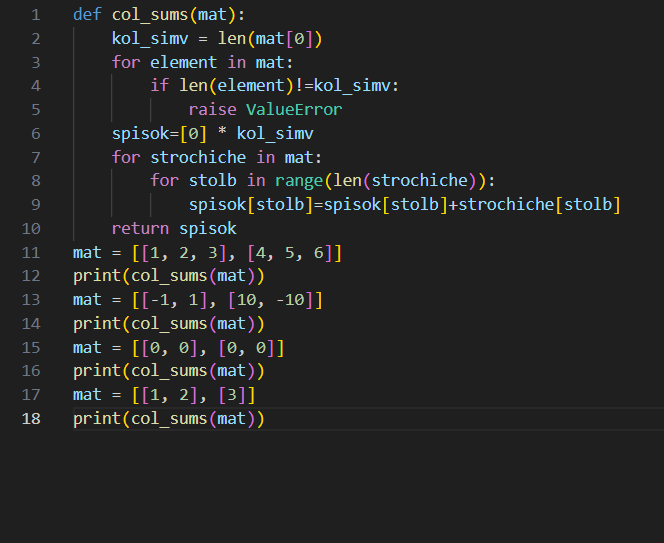 1 def col_sums(mat):
2     kol_simv = len(mat[0])
3     for element in mat:
4         if len(element)!=kol_simv:
5             raise ValueError
6     spisok=[0] * kol_simv
7     for strochiche in mat:
8         for stolb in range(len(strochiche)):
9             spisok[stolb]=spisok[stolb]+strochiche[stolb]
10     return spisok
11 mat = [[1, 2, 3], [4, 5, 6]]
12 print(col_sums(mat))
13 mat = [[-1, 1], [10, -10]]
14 print(col_sums(mat))
15 mat = [[0, 0], [0, 0]]
16 print(col_sums(mat))
17 mat = [[1, 2], [3]]
18 print(col_sums(mat))